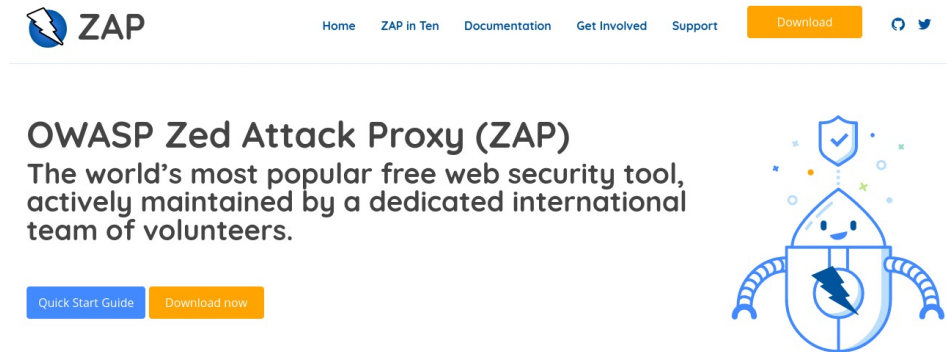 ZAP
Home ZAP in Ten Documentation Get Involved Support Download
OWASP Zed Attack Proxy (ZAP)
The world's most popular free web security tool,
actively maintained by a dedicated international
team of volunteers.
Quick Start Guide Download now